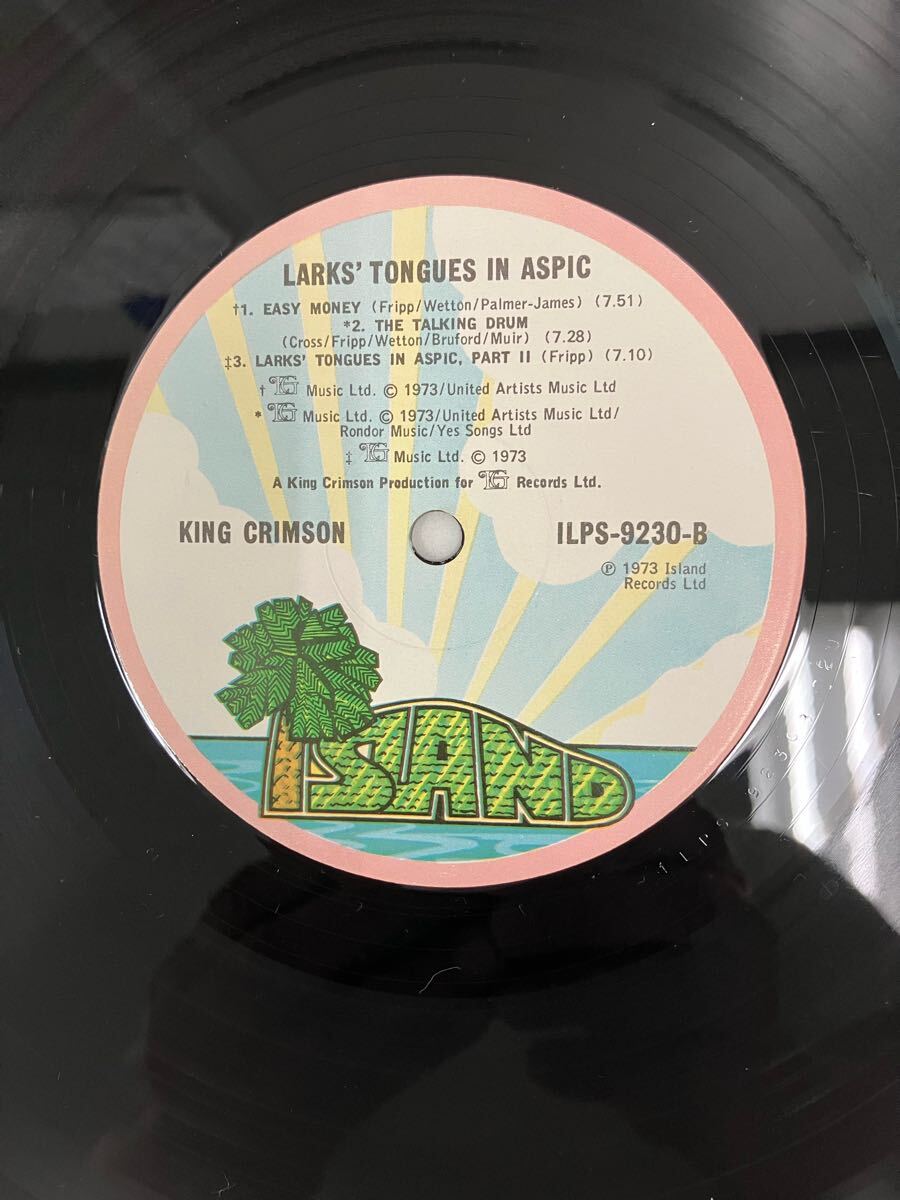 LARKS' TONGUES IN ASPIC
†1. EASY MONEY (Fripp/Wetton/Palmer-James) (7.51)
*2. THE TALKING DRUM
(Cross/Fripp/Wetton/Bruford/Muir) (7.28)
‡3. LARKS' TONGUES IN ASPIC, PART II (Fripp) (7.10)
† EG Music Ltd. © 1973/United Artists Music Ltd
* EG Music Ltd. © 1973/United Artists Music Ltd/
Rondor Music/Yes Songs Ltd
‡ EG Music Ltd. © 1973
A King Crimson Production for EG Records Ltd.
KING CRIMSON
ILPS-9230-B
℗ 1973 Island
Records Ltd
ISLAND